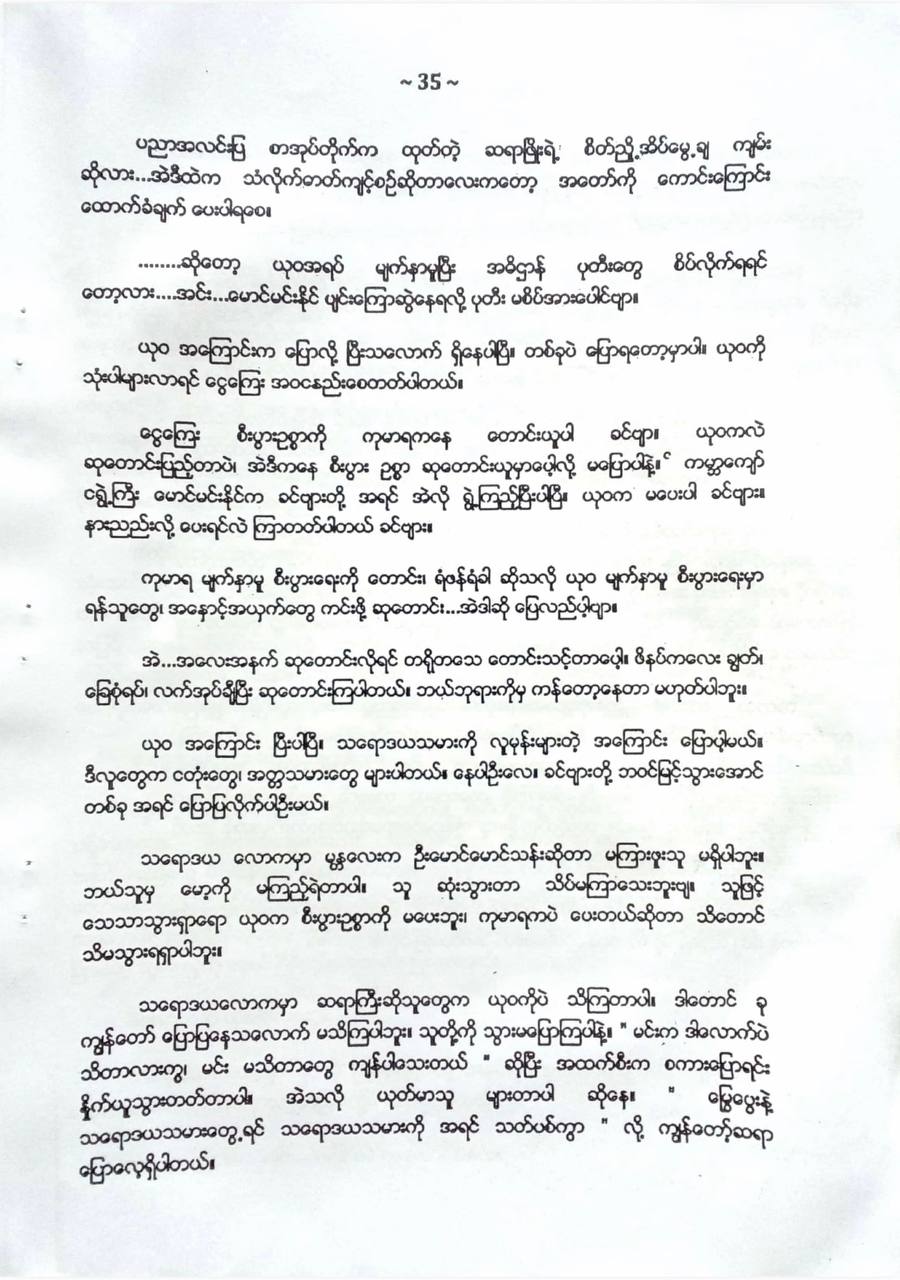 ~ 35 ~
ပညာအလင်းပြ စာအုပ်တိုက်က ထုတ်တဲ့ ဆရာဖြိုးရဲ့ စိတ်ညှို့အိပ်မွေ့ချ ကျမ်း
ဆိုလား...အဲဒီထဲက သံလိုက်ဓာတ်ကျင့်စဉ်ဆိုတာလေးကတော့ အတော်ကို ကောင်းကြောင်း
ထောက်ခံချက် ပေးပါရစေ။
........ဆိုတော့ ယုဝအရပ် မျက်နာမူပြီး အဓိဌာန် ပုတီးတွေ စိပ်လိုက်ရရင်
တော့လား....အင်း...မောင်မင်းနိုင် ပျင်းကြောဆွဲနေရလို့ ပုတီး မစိပ်အားပေါင်ဗျာ။
ယုဝ အကြောင်းက ပြောလို့ ပြီးသလောက် ရှိနေပါပြီ။ တစ်ခုပဲ ပြောရတော့မှာပါ။ ယုဝကို
သုံးပါများလာရင် ငွေကြေး အဝငနည်းစေတတ်ပါတယ်။
ငွေကြေး စီးပွားဥစ္စာကို ကုမာရကနေ တောင်းယူပါ ခင်ဗျာ။ ယုဝကလဲ
ဆုတောင်းပြည့်တာပဲ၊ အဲဒီကနေ စီးပွား ဥစ္စာ ဆုတောင်းယူမှာပေါ့လို့ မပြောပါနဲ့။ ကမ္ဘာကျော်
ငရွဲ့ကြီး မောင်မင်းနိုင်က ခင်ဗျားတို့ အရင် အဲလို ရွဲ့ကြည့်ပြီးပါပြီ။ ယုဝက မပေးပါ ခင်ဗျား။
နားညည်းလို့ ပေးရင်လဲ ကြာတတ်ပါတယ် ခင်ဗျား။
ကုမာရ မျက်နှာမူ စီးပွားရေးကို တောင်း၊ ရံဖန်ရံခါ ဆိုသလို ယုဝ မျက်နှာမူ စီးပွားရေးမှာ
ရန်သူတွေ၊ အနှောင့်အယှက်တွေ ကင်းဖို့ ဆုတောင်း...အဲဒါဆို ပြေလည်ပါ့ဗျာ။
အဲ...အလေးအနက် ဆုတောင်းလိုရင် တရိုတသေ တောင်းသင့်တာပေါ့။ ဖိနပ်ကလေး ချွတ်၊
ခြေစုံရပ်၊ လက်အုပ်ချီပြီး ဆုတောင်းကြပါတယ်။ ဘယ်ဘုရားကိုမှ ကန်တော့နေတာ မဟုတ်ပါဘူး။
ယုဝ အကြောင်း ပြီးပါပြီ။ သရောဒယသမားကို လူမုန်းများတဲ့ အကြောင်း ပြောပါ့မယ်။
ဒီလူတွေက ငတုံးတွေ၊ အတ္တသမားတွေ များပါတယ်။ နေပါဦးလေ။ ခင်ဗျားတို့ ဘဝင်မြင့်သွားအောင်
တစ်ခု အရင် ပြောပြလိုက်ပါဦးမယ်။
သရောဒယ လောကမှာ မန္တလေးက ဦးမောင်မောင်သန်းဆိုတာ မကြားဖူးသူ မရှိပါဘူး။
ဘယ်သူမှ မော့ကို မကြည့်ရဲတာပါ။ သူ ဆုံးသွားတာ သိပ်မကြာသေးဘူးဗျ။ သူဖြင့်
သေသာသွားရှာရော ယုဝက စီးပွားဥစ္စာကို မပေးဘူး၊ ကုမာရကပဲ ပေးတယ်ဆိုတာ သိတောင်
သိမသွားရရှာပါဘူး။
သရောဒယလောကမှာ ဆရာကြီးဆိုသူတွေက ယုဝကိုပဲ သိကြတာပါ။ ဒါတောင် ခု
ကျွန်တော် ပြောပြနေသလောက် မသိကြပါဘူး။ သူတို့ကို သွားမပြောကြပါနဲ့။ " မင်းက ဒါလောက်ပဲ
သိတာလားကွ၊ မင်း မသိတာတွေ ကျန်ပါသေးတယ် " ဆိုပြီး အထက်စီးက စကားပြောရင်း
နှိုက်ယူသွားတတ်တာပါ။ အဲသလို ယုတ်မာသူ များတာပါ ဆိုနေ။ " မြွေပွေးနဲ့
သရောဒယသမားတွေ့ရင် သရောဒယသမားကို အရင် သတ်ပစ်ကွာ " လို့ ကျွန်တော့်ဆရာ
ပြောလေ့ရှိပါတယ်။